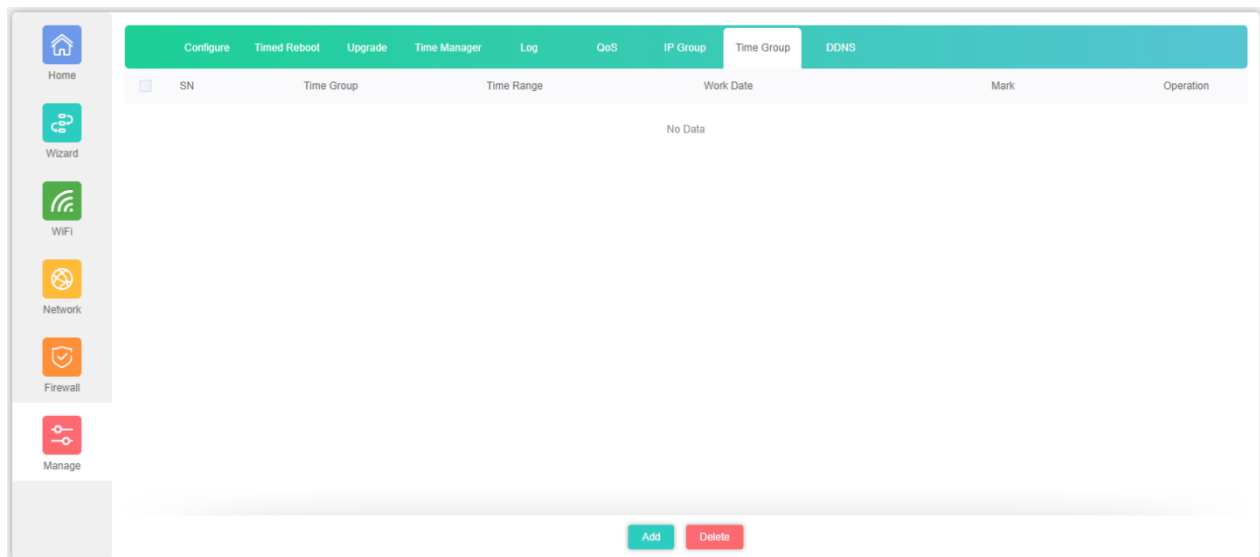 Home
Wizard
WiFi
Network
Firewall
Manage
Configure Timed Reboot Upgrade Time Manager Log QoS IP Group Time Group DDNS
SN Time Group Time Range Work Date Mark Operation
No Data
Add Delete